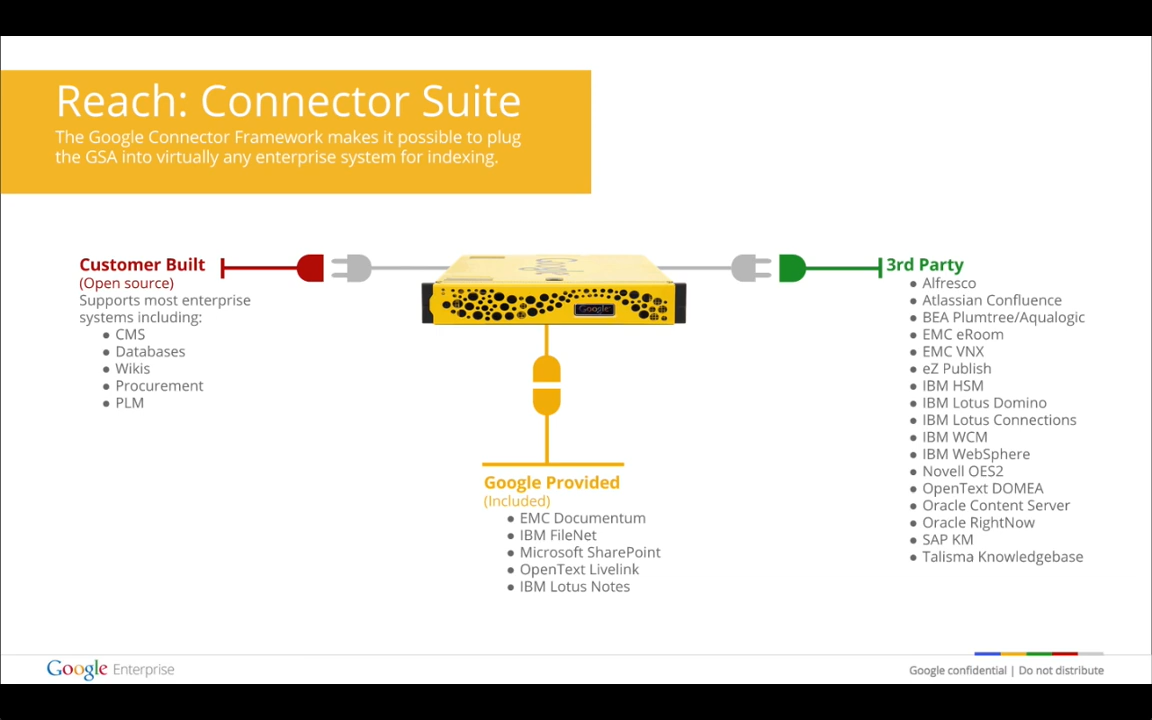 Reach: Connector Suite
The Google Connector Framework makes it possible to plug
the GSA into virtually any enterprise system for indexing.
Customer Built
(Open source)
Supports most enterprise
systems including:
● CMS
● Databases
● Wikis
● Procurement
● PLM
Google
Google
Google Provided
(Included)
● EMC Documentum
● IBM FileNet
● Microsoft SharePoint
● OpenText Livelink
● IBM Lotus Notes
3rd Party
● Alfresco
● Atlassian Confluence
● BEA Plumtree/Aqualogic
● EMC eRoom
● EMC VNX
● eZ Publish
● IBM HSM
● IBM Lotus Domino
● IBM Lotus Connections
● IBM WCM
● IBM WebSphere
● Novell OES2
● OpenText DOMEA
● Oracle Content Server
● Oracle RightNow
● SAP KM
● Talisma Knowledgebase
Google Enterprise
Google confidential | Do not distribute